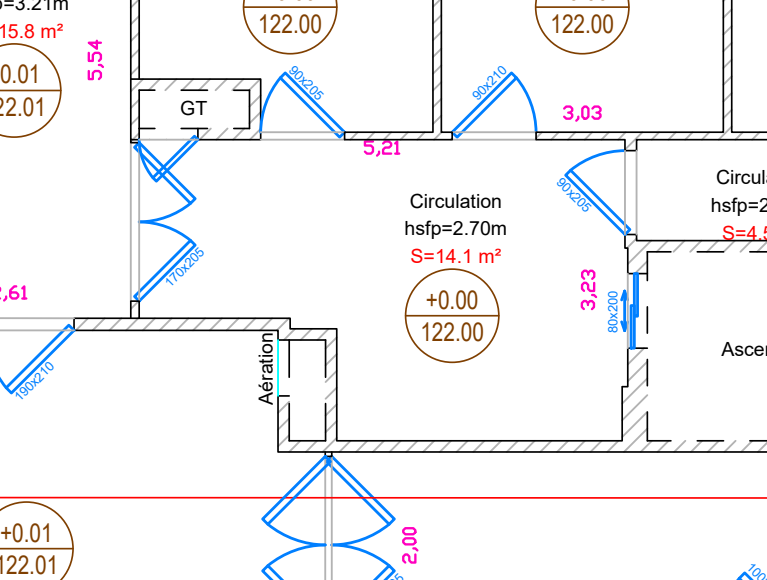 =3.21m
15.8 m²
5,54
0.01
22.01
122.00
122.00
GT
90x205
90x210
3,03
5,21
90x205
Circulation
hsfp=2.70m
S=14.1 m²
+0.00
122.00
170x205
3,23
80x200
Circul
hsfp=2
S=4.5
Ascen
,61
190x210
Aération
+0.01
122.01
2,00